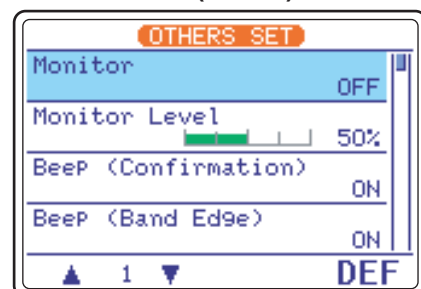 OTHERS SET
Monitor
OFF
Monitor Level
50%
Beep (Confirmation)
ON
Beep (Band Edge)
ON
▲ 1 ▼ DEF